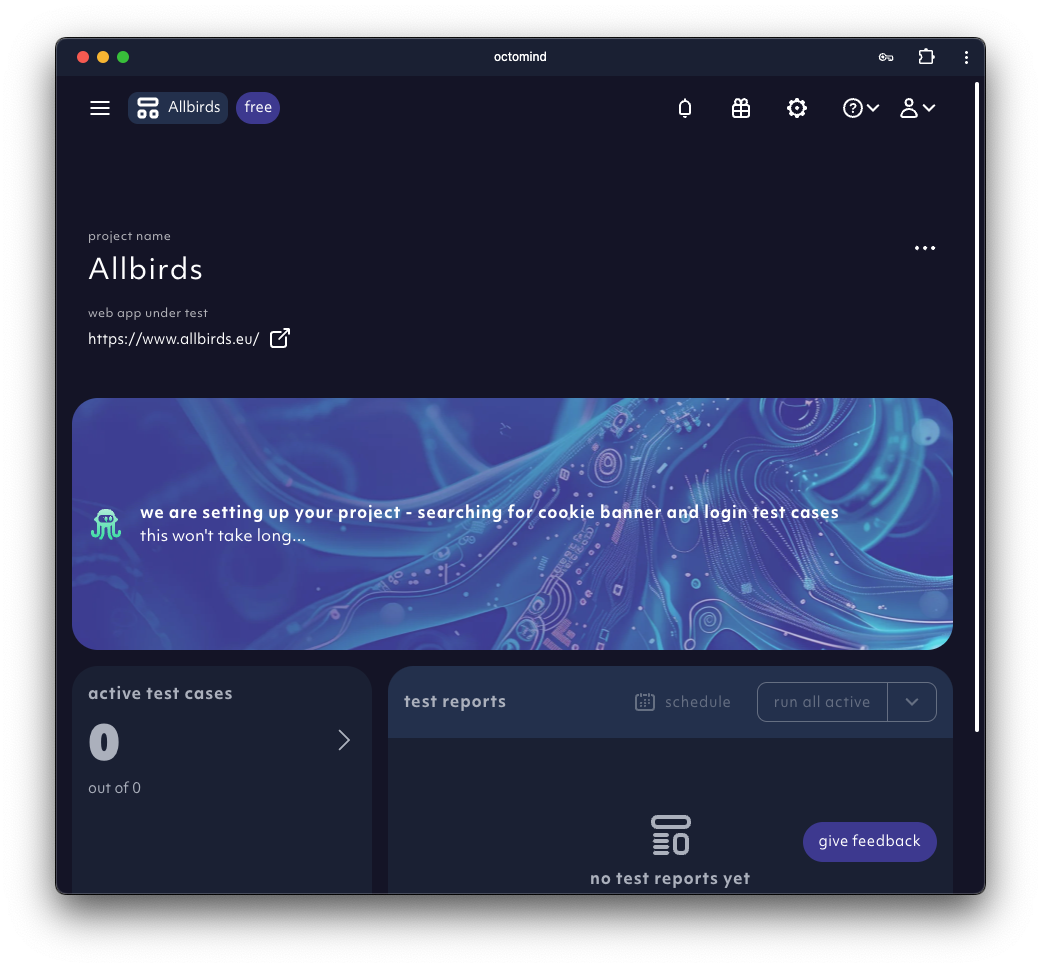 octomind
Allbirds
free
project name
Allbirds
web app under test
https://www.allbirds.eu/
we are setting up your project - searching for cookie banner and login test cases
this won't take long...
active test cases
0
out of 0
test reports
schedule
run all active
give feedback
no test reports yet